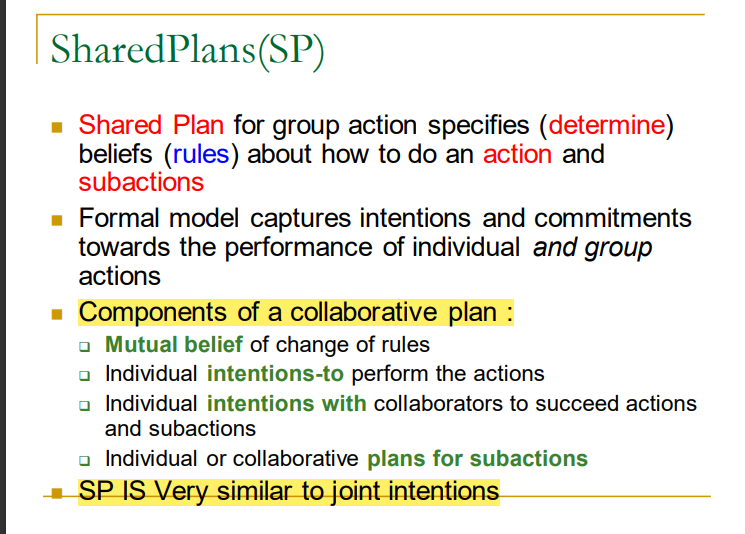 SharedPlans(SP)
Shared Plan for group action specifies (determine)
beliefs (rules) about how to do an action and
subactions
Formal model captures intentions and commitments
towards the performance of individual and group
actions
Components of a collaborative plan :
Mutual belief of change of rules
Individual intentions-to perform the actions
Individual intentions with collaborators to succeed actions
and subactions
Individual or collaborative plans for subactions
SP IS Very similar to joint intentions